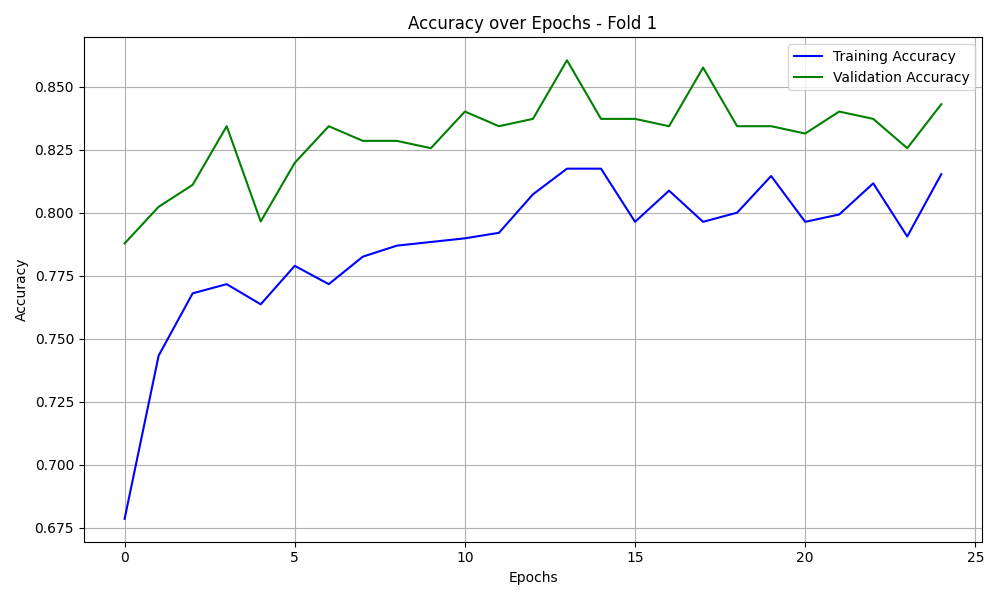 Accuracy over Epochs - Fold 1
Training Accuracy
Validation Accuracy
Accuracy
0.850
0.825
0.800
0.775
0.750
0.725
0.700
0.675
0 5 10 15 20 25
Epochs